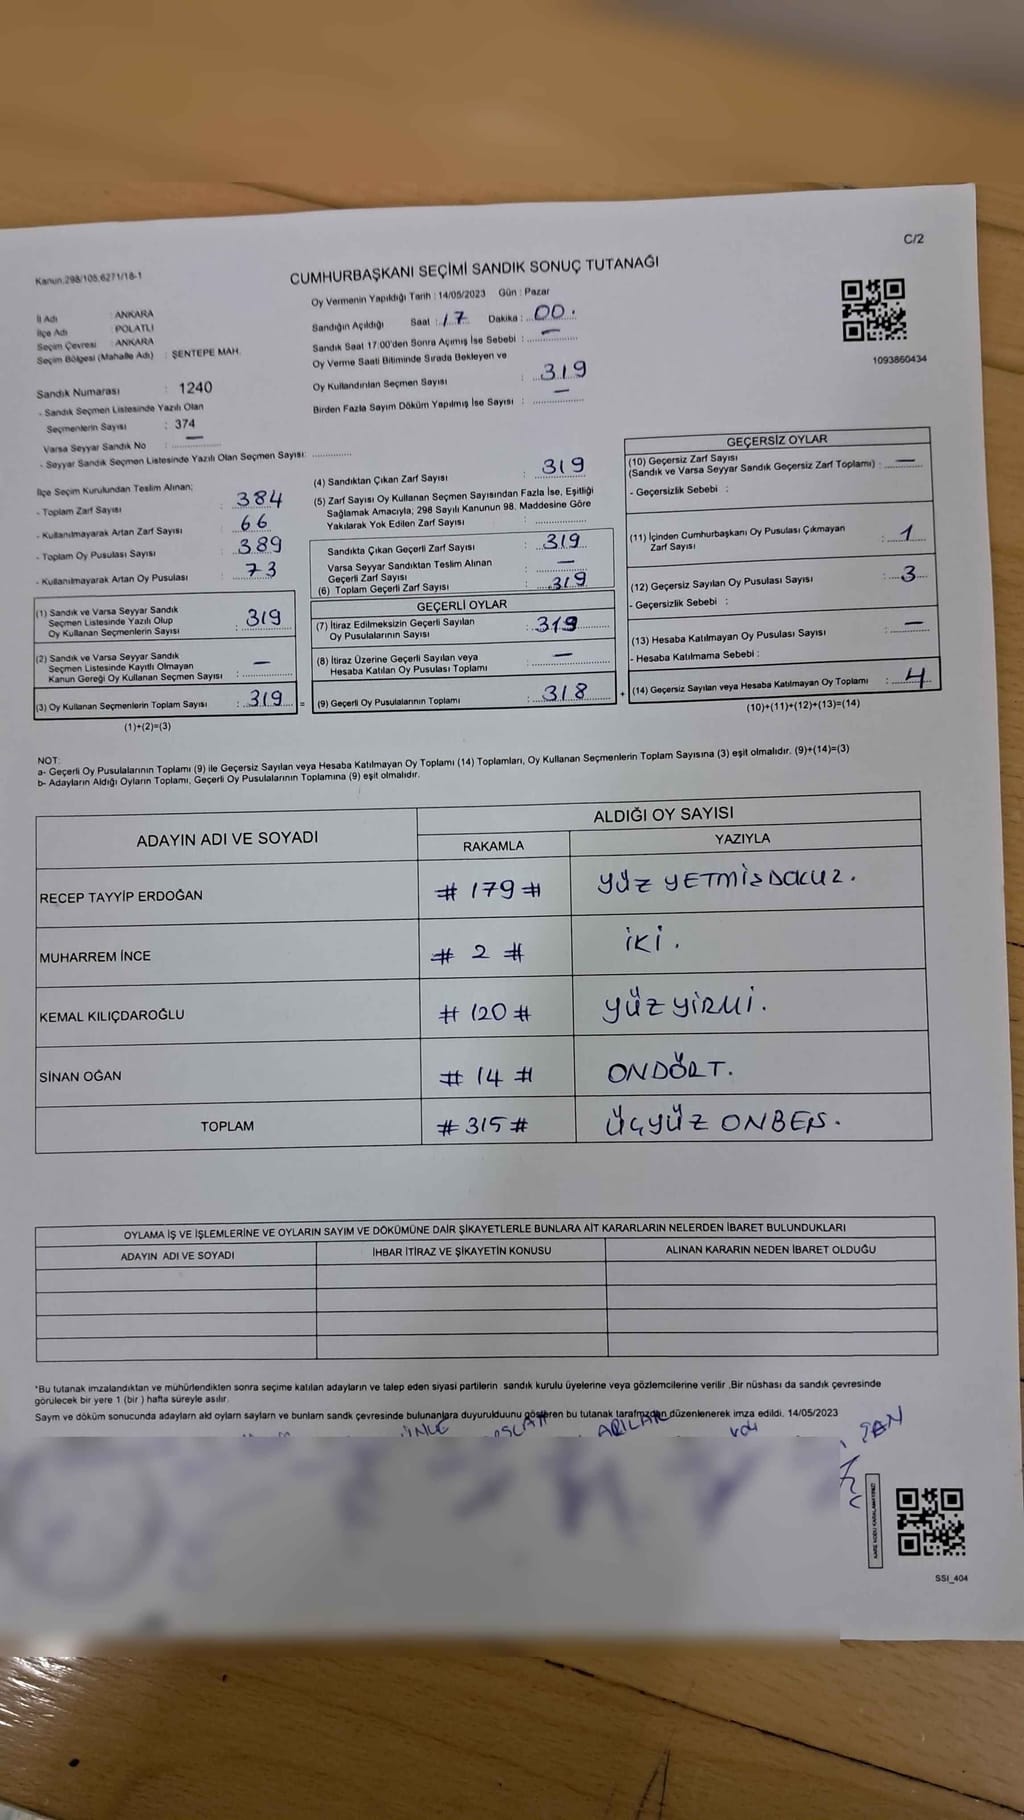 C/2
Kanun:298/105;6271/18-1
CUMHURBAŞKANI SEÇİMİ SANDIK SONUÇ TUTANAĞI
Oy Vermenin Yapıldığı Tarih : 14/05/2023 Gün : Pazar
İl Adı : ANKARA
İlçe Adı : POLATLI
Seçim Çevresi : ANKARA
Seçim Bölgesi (Mahalle Adı) : ŞENTEPE MAH.
Sandık Numarası : 1240
- Sandık Seçmen Listesinde Yazılı Olan
Seçmenlerin Sayısı : 374
Varsa Seyyar Sandık No : —
- Seyyar Sandık Seçmen Listesinde Yazılı Olan Seçmen Sayısı:
Sandığın Açıldığı Saat : 17 Dakika : 00.
Sandık Saat 17:00'den Sonra Açımış İse Sebebi : —
Oy Verme Saati Bitiminde Sırada Bekleyen ve
Oy Kullandırılan Seçmen Sayısı : 319
Birden Fazla Sayım Döküm Yapılmış İse Sayısı : —
1093860434
İlçe Seçim Kurulundan Teslim Alınan:
- Toplam Zarf Sayısı : 384
- Kullanılmayarak Artan Zarf Sayısı : 66
- Toplam Oy Pusulası Sayısı : 389
- Kullanılmayarak Artan Oy Pusulası : 73
(1) Sandık ve Varsa Seyyar Sandık
Seçmen Listesinde Yazılı Olup
Oy Kullanan Seçmenlerin Sayısı : 319
(2) Sandık ve Varsa Seyyar Sandık
Seçmen Listesinde Kayıtlı Olmayan
Kanun Gereği Oy Kullanan Seçmen Sayısı : —
(3) Oy Kullanan Seçmenlerin Toplam Sayısı : 319 =
(1)+(2)=(3)
(4) Sandıktan Çıkan Zarf Sayısı : 319
(5) Zarf Sayısı Oy Kullanan Seçmen Sayısından Fazla İse, Eşitliği
Sağlamak Amacıyla; 298 Sayılı Kanunun 98. Maddesine Göre
Yakılarak Yok Edilen Zarf Sayısı :
Sandıkta Çıkan Geçerli Zarf Sayısı : 319
Varsa Seyyar Sandıktan Teslim Alınan
Geçerli Zarf Sayısı : —
(6) Toplam Geçerli Zarf Sayısı : 319
GEÇERLİ OYLAR
(7) İtiraz Edilmeksizin Geçerli Sayılan
Oy Pusulalarının Sayısı : 319
(8) İtiraz Üzerine Geçerli Sayılan veya
Hesaba Katılan Oy Pusulası Toplamı : —
(9) Geçerli Oy Pusulalarının Toplamı : 318 +
GEÇERSİZ OYLAR
(10) Geçersiz Zarf Sayısı
(Sandık ve Varsa Seyyar Sandık Geçersiz Zarf Toplamı) : —
- Geçersizlik Sebebi :
(11) İçinden Cumhurbaşkanı Oy Pusulası Çıkmayan
Zarf Sayısı : 1
(12) Geçersiz Sayılan Oy Pusulası Sayısı : 3
- Geçersizlik Sebebi :
(13) Hesaba Katılmayan Oy Pusulası Sayısı : —
- Hesaba Katılmama Sebebi :
(14) Geçersiz Sayılan veya Hesaba Katılmayan Oy Toplamı : 4
(10)+(11)+(12)+(13)=(14)
NOT:
a- Geçerli Oy Pusulalarının Toplamı (9) ile Geçersiz Sayılan veya Hesaba Katılmayan Oy Toplamı (14) Toplamları, Oy Kullanan Seçmenlerin Toplam Sayısına (3) eşit olmalıdır. (9)+(14)=(3)
b- Adayların Aldığı Oyların Toplamı, Geçerli Oy Pusulalarının Toplamına (9) eşit olmalıdır.
ADAYIN ADI VE SOYADI ALDIĞI OY SAYISI
RAKAMLA YAZIYLA
RECEP TAYYİP ERDOĞAN # 179 # YÜZ YETMİŞDOKUZ.
MUHARREM İNCE # 2 # İKİ.
KEMAL KILIÇDAROĞLU # 120 # YÜZ YİRMİ.
SİNAN OĞAN # 14 # ONDÖRT.
TOPLAM # 315 # ÜÇYÜZ ONBEŞ.
OYLAMA İŞ VE İŞLEMLERİNE VE OYLARIN SAYIM VE DÖKÜMÜNE DAİR ŞİKAYETLERLE BUNLARA AİT KARARLARIN NELERDEN İBARET BULUNDUKLARI
ADAYIN ADI VE SOYADI İHBAR İTİRAZ VE ŞİKAYETİN KONUSU ALINAN KARARIN NEDEN İBARET OLDUĞU
*Bu tutanak imzalandıktan ve mühürlendikten sonra seçime katılan adayların ve talep eden siyasi partilerin sandık kurulu üyelerine veya gözlemcilerine verilir .Bir nüshası da sandık çevresinde
görülecek bir yere 1 (bir ) hafta süreyle asılır.
Sayım ve döküm sonucunda adayların ald oyların sayların ve bunların sandk çevresinde bulunanlara duyurulduunu gösteren bu tutanak tarafmzdan düzenlenerek imza edildi. 14/05/2023
SSI_404